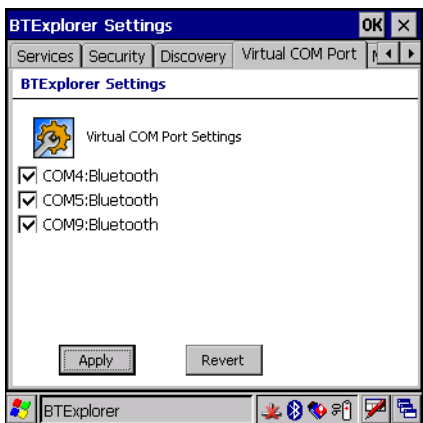 BTExplorer Settings OK
Services Security Discovery Virtual COM Port
BTExplorer Settings
Virtual COM Port Settings
COM4:Bluetooth
COM5:Bluetooth
COM9:Bluetooth
Apply Revert
BTExplorer